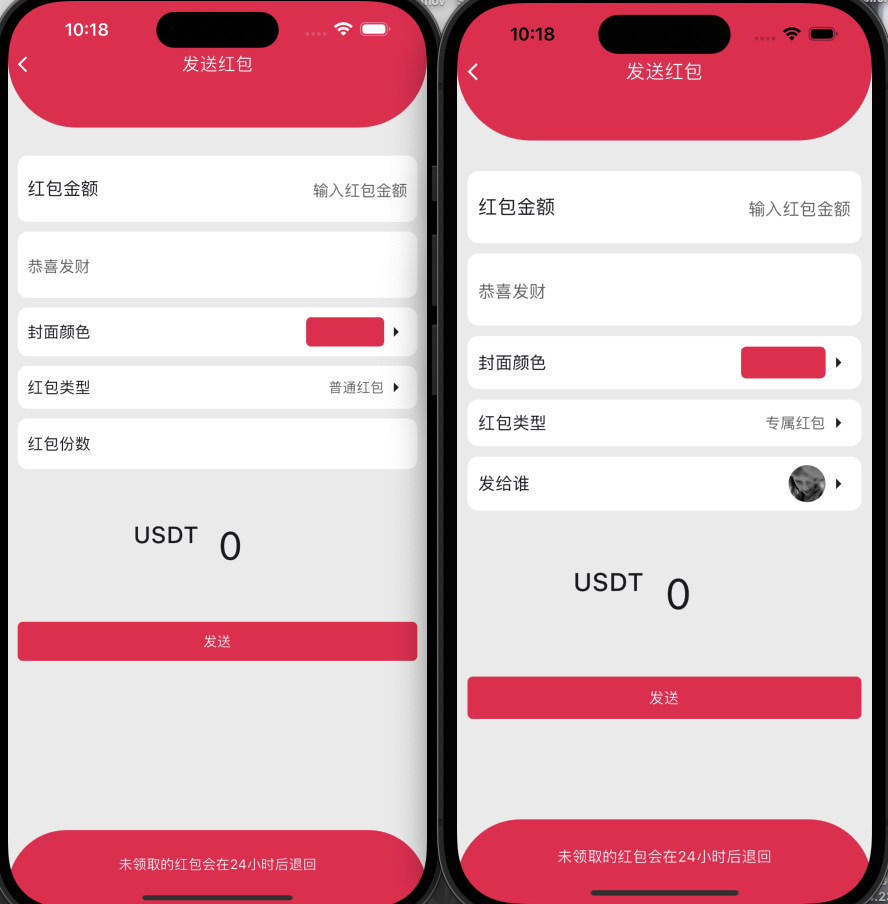 10:18
发送红包
红包金额 输入红包金额
恭喜发财
封面颜色
红包类型 普通红包
红包份数
USDT 0
发送
未领取的红包会在24小时后退回
10:18
发送红包
红包金额 输入红包金额
恭喜发财
封面颜色
红包类型 专属红包
发给谁
USDT 0
发送
未领取的红包会在24小时后退回